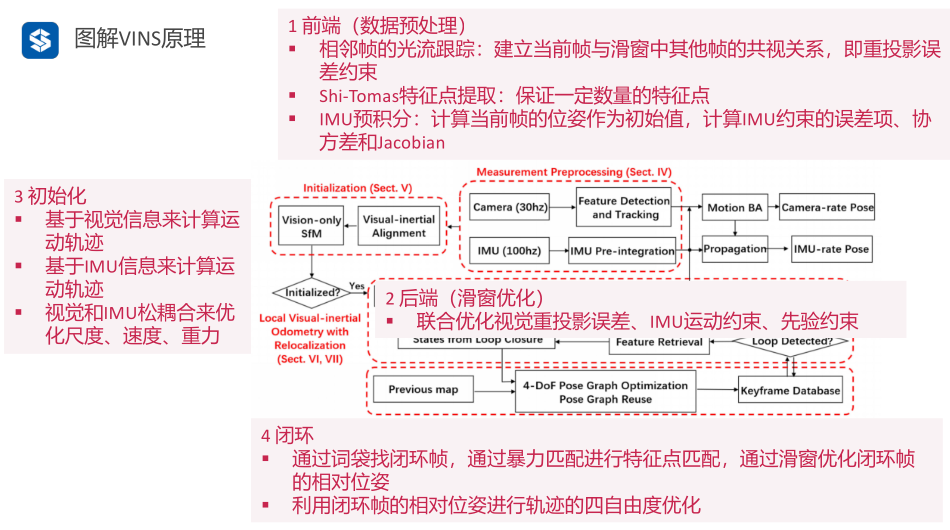 图解VINS原理
1 前端（数据预处理）
▪ 相邻帧的光流跟踪：建立当前帧与滑窗中其他帧的共视关系，即重投影误
差约束
▪ Shi-Tomas特征点提取：保证一定数量的特征点
▪ IMU预积分：计算当前帧的位姿作为初始值，计算IMU约束的误差项、协
方差和Jacobian
3 初始化
▪ 基于视觉信息来计算运
动轨迹
▪ 基于IMU信息来计算运
动轨迹
▪ 视觉和IMU松耦合来优
化尺度、速度、重力
Measurement Preprocessing (Sect. IV)
Initialization (Sect. V)
Vision-only
SfM
Visual-inertial
Alignment
Camera (30hz)
Feature Detection
and Tracking
Motion BA
Camera-rate Pose
IMU (100hz)
IMU Pre-integration
Propagation
IMU-rate Pose
Initialized?
Yes
Local Visual-inertial
Odometry with
Relocalization
(Sect. VI, VII)
2 后端（滑窗优化）
▪ 联合优化视觉重投影误差、IMU运动约束、先验约束
States from Loop Closure
Feature Retrieval
Loop Detected?
Previous map
4-DoF Pose Graph Optimization
Pose Graph Reuse
Keyframe Database
4 闭环
▪ 通过词袋找闭环帧，通过暴力匹配进行特征点匹配，通过滑窗优化闭环帧
的相对位姿
▪ 利用闭环帧的相对位姿进行轨迹的四自由度优化